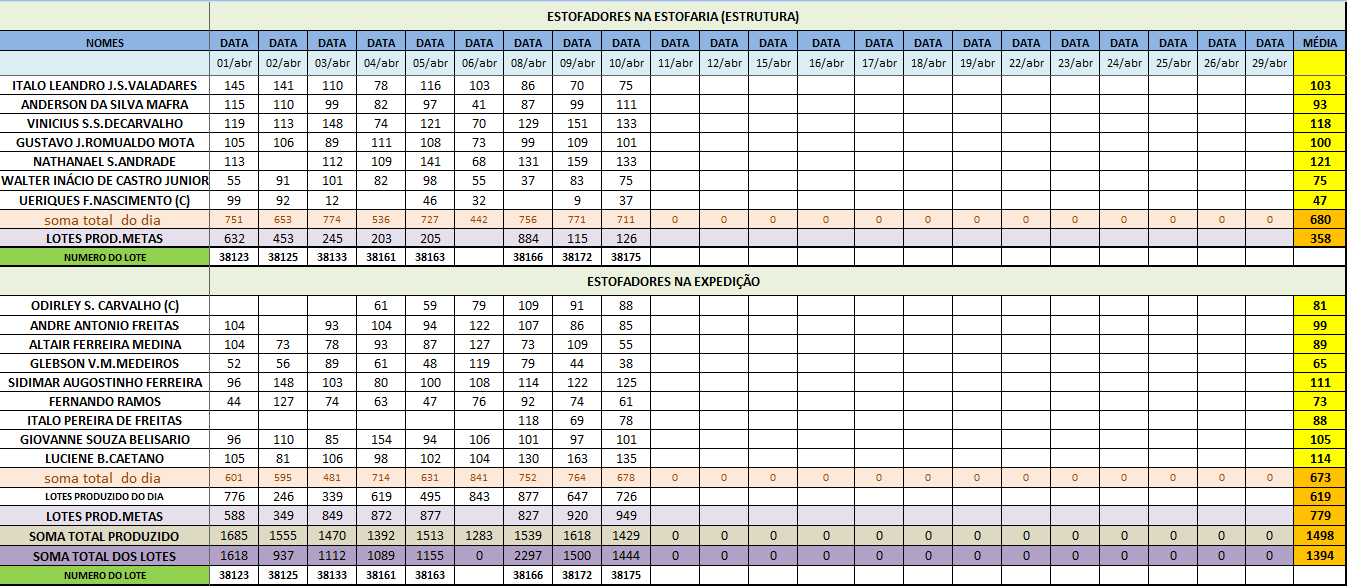 ESTOFADORES NA ESTOFARIA (ESTRUTURA)
NOMES DATA DATA DATA DATA DATA DATA DATA DATA DATA DATA DATA DATA DATA DATA DATA DATA DATA DATA DATA DATA DATA DATA MÉDIA
01/abr 02/abr 03/abr 04/abr 05/abr 06/abr 08/abr 09/abr 10/abr 11/abr 12/abr 15/abr 16/abr 17/abr 18/abr 19/abr 22/abr 23/abr 24/abr 25/abr 26/abr 29/abr
ITALO LEANDRO J.S.VALADARES 145 141 110 78 116 103 86 70 75 103
ANDERSON DA SILVA MAFRA 115 110 99 82 97 41 87 99 111 93
VINICIUS S.S.DECARVALHO 119 113 148 74 121 70 129 151 133 118
GUSTAVO J.ROMUALDO MOTA 105 106 89 111 108 73 99 109 101 100
NATHANAEL S.ANDRADE 113 112 109 141 68 131 159 133 121
WALTER INÁCIO DE CASTRO JUNIOR 55 91 101 82 98 55 37 83 75 75
UERIQUES F.NASCIMENTO (C) 99 92 12 46 32 9 37 47
soma total do dia 751 653 774 536 727 442 756 771 711 0 0 0 0 0 0 0 0 0 0 0 0 0 680
LOTES PROD.METAS 632 453 245 203 205 884 115 126 358
NUMERO DO LOTE 38123 38125 38133 38161 38163 38166 38172 38175
ESTOFADORES NA EXPEDIÇÃO
ODIRLEY S. CARVALHO (C) 61 59 79 109 91 88 81
ANDRE ANTONIO FREITAS 104 93 104 94 122 107 86 85 99
ALTAIR FERREIRA MEDINA 104 73 78 93 87 127 73 109 55 89
GLEBSON V.M.MEDEIROS 52 56 89 61 48 119 79 44 38 65
SIDIMAR AUGOSTINHO FERREIRA 96 148 103 80 100 108 114 122 125 111
FERNANDO RAMOS 44 127 74 63 47 76 92 74 61 73
ITALO PEREIRA DE FREITAS 118 69 78 88
GIOVANNE SOUZA BELISARIO 96 110 85 154 94 106 101 97 101 105
LUCIENE B.CAETANO 105 81 106 98 102 104 130 163 135 114
soma total do dia 601 595 481 714 631 841 752 764 678 0 0 0 0 0 0 0 0 0 0 0 0 0 673
LOTES PRODUZIDO DO DIA 776 246 339 619 495 843 877 647 726 619
LOTES PROD.METAS 588 349 849 872 877 827 920 949 779
SOMA TOTAL PRODUZIDO 1685 1555 1470 1392 1513 1283 1539 1618 1429 0 0 0 0 0 0 0 0 0 0 0 0 0 1498
SOMA TOTAL DOS LOTES 1618 937 1112 1089 1155 0 2297 1500 1444 0 0 0 0 0 0 0 0 0 0 0 0 0 1394
NUMERO DO LOTE 38123 38125 38133 38161 38163 38166 38172 38175